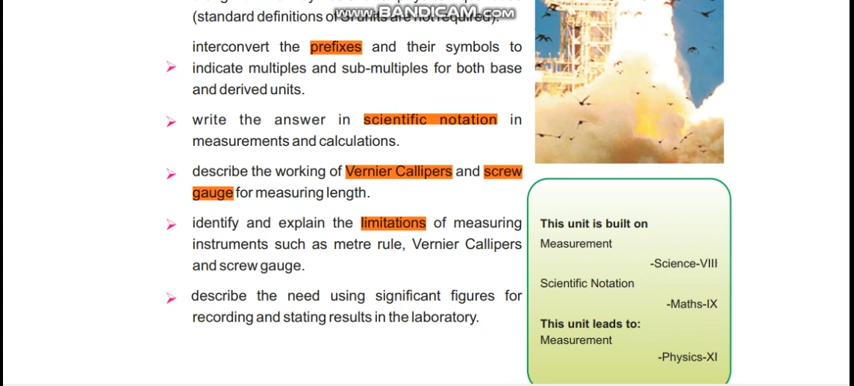 www.BANDICAM.com
(standard definitions of SI units are not required).
interconvert the prefixes and their symbols to
indicate multiples and sub-multiples for both base
and derived units.
write the answer in scientific notation in
measurements and calculations.
describe the working of Vernier Callipers and screw
gauge for measuring length.
identify and explain the limitations of measuring
instruments such as metre rule, Vernier Callipers
and screw gauge.
describe the need using significant figures for
recording and stating results in the laboratory.
This unit is built on
Measurement
-Science-VIII
Scientific Notation
-Maths-IX
This unit leads to:
Measurement
-Physics-XI